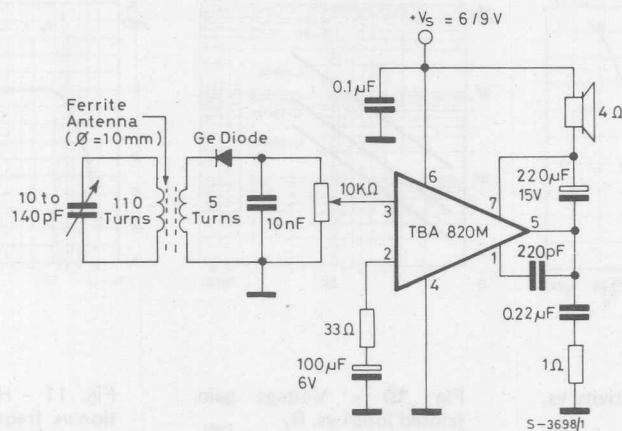 +Vs = 6/9 V
0.1µF
Ferrite
Antenna
(Ø=10mm)
Ge Diode
4Ω
10 to
140pF
110
Turns
5
Turns
10nF
10KΩ
3
6
7
TBA 820M
220µF
15V
5
2
4
1
220pF
33Ω
0.22µF
100µF
6V
1Ω
S-3698/1